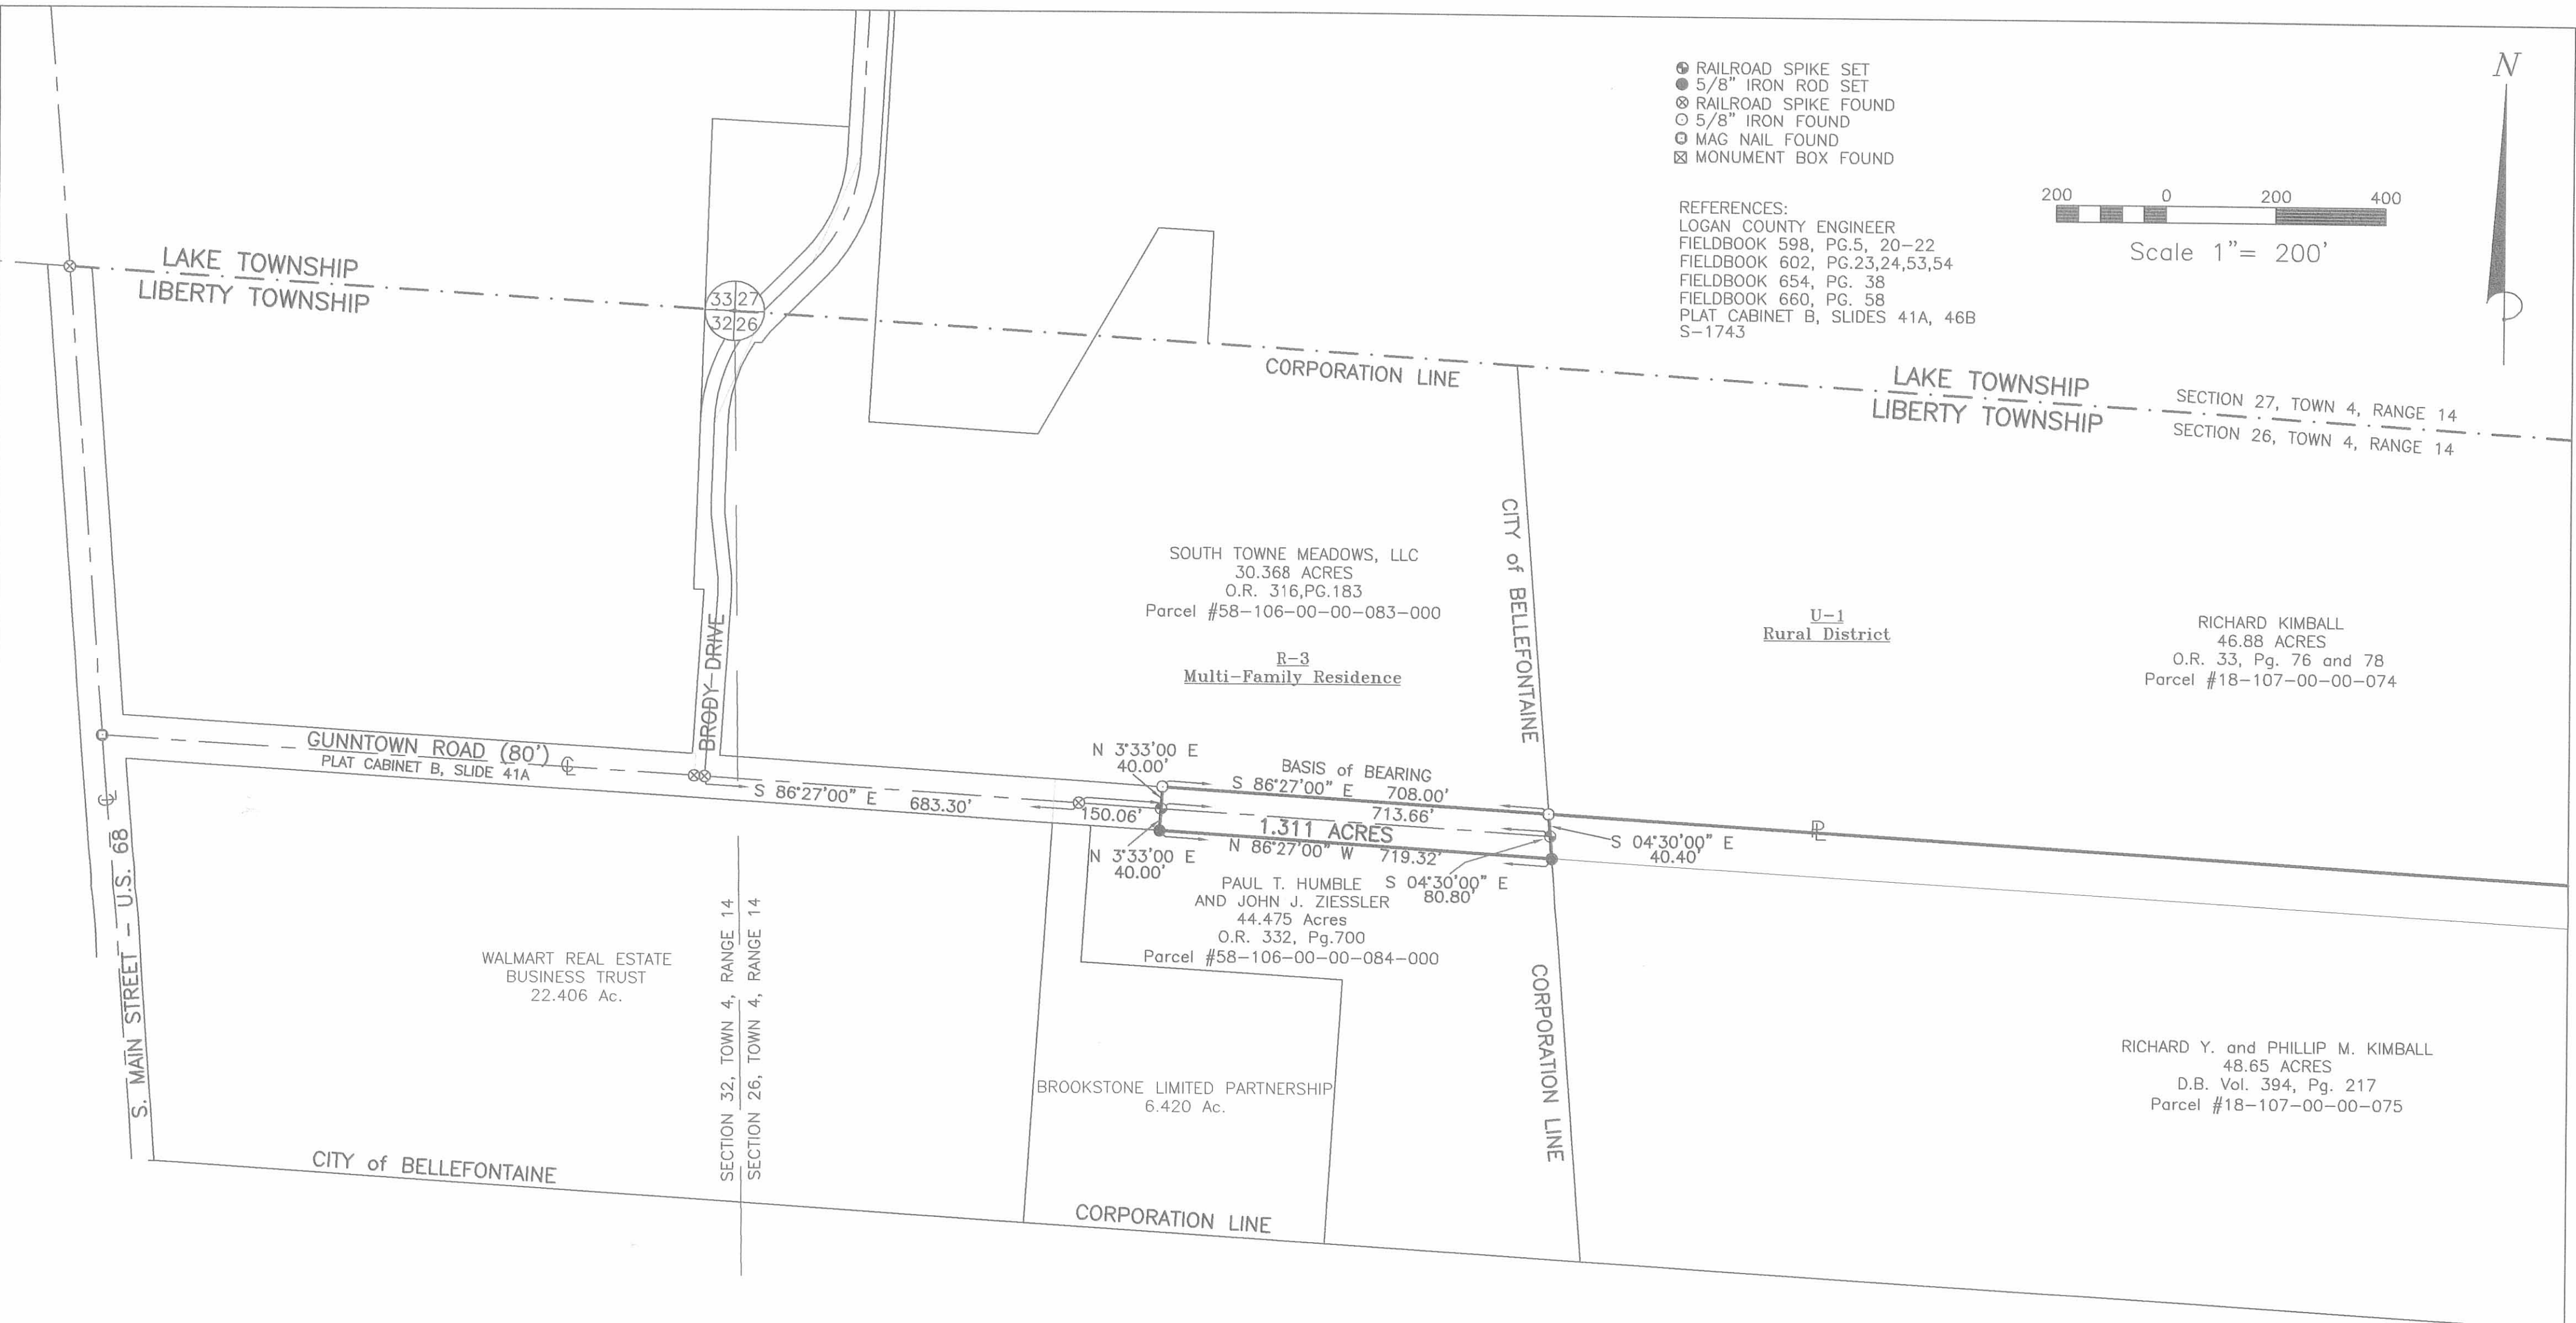 RAILROAD SPIKE SET
5/8" IRON ROD SET
RAILROAD SPIKE FOUND
5/8" IRON FOUND
MAG NAIL FOUND
MONUMENT BOX FOUND
N
REFERENCES:
LOGAN COUNTY ENGINEER
FIELDBOOK 598, PG.5, 20-22
FIELDBOOK 602, PG.23,24,53,54
FIELDBOOK 654, PG. 38
FIELDBOOK 660, PG. 58
PLAT CABINET B, SLIDES 41A, 46B
S-1743
200 0 200 400
Scale 1"= 200'
LAKE TOWNSHIP
LIBERTY TOWNSHIP
33 27
32 26
CORPORATION LINE
LAKE TOWNSHIP
LIBERTY TOWNSHIP
SECTION 27, TOWN 4, RANGE 14
SECTION 26, TOWN 4, RANGE 14
SOUTH TOWNE MEADOWS, LLC
30.368 ACRES
O.R. 316,PG.183
Parcel #58-106-00-00-083-000
R-3
Multi-Family Residence
CITY of BELLEFONTAINE
U-1
Rural District
RICHARD KIMBALL
46.88 ACRES
O.R. 33, Pg. 76 and 78
Parcel #18-107-00-00-074
BRODY DRIVE
GUNNTOWN ROAD (80') CL
PLAT CABINET B, SLIDE 41A
CL
S 86°27'00" E 683.30'
N 3°33'00 E
40.00'
BASIS of BEARING
S 86°27'00" E 708.00'
150.06'
713.66'
1.311 ACRES
N 86°27'00" W 719.32'
N 3°33'00 E
40.00'
S 04°30'00" E
40.40'
S 04°30'00" E
80.80'
PL
PAUL T. HUMBLE
AND JOHN J. ZIESSLER
44.475 Acres
O.R. 332, Pg.700
Parcel #58-106-00-00-084-000
S. MAIN STREET - U.S. 68
WALMART REAL ESTATE
BUSINESS TRUST
22.406 Ac.
SECTION 32, TOWN 4, RANGE 14
SECTION 26, TOWN 4, RANGE 14
BROOKSTONE LIMITED PARTNERSHIP
6.420 Ac.
CORPORATION LINE
RICHARD Y. and PHILLIP M. KIMBALL
48.65 ACRES
D.B. Vol. 394, Pg. 217
Parcel #18-107-00-00-075
CITY of BELLEFONTAINE
CORPORATION LINE